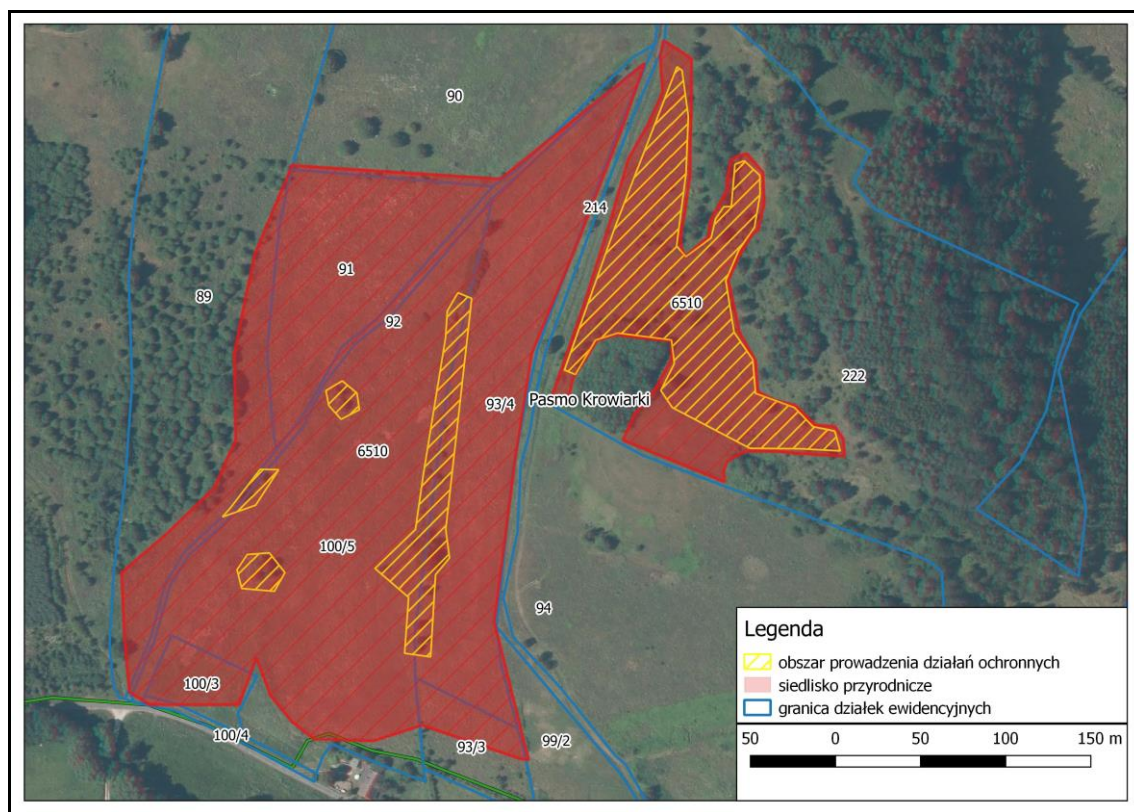 90
214
91
89
6510
92
222
93/4
Pasmo Krowiarki
6510
100/5
94
100/3
100/4
93/3
99/2
Legenda
obszar prowadzenia działań ochronnych
siedlisko przyrodnicze
granica działek ewidencyjnych
50 0 50 100 150 m